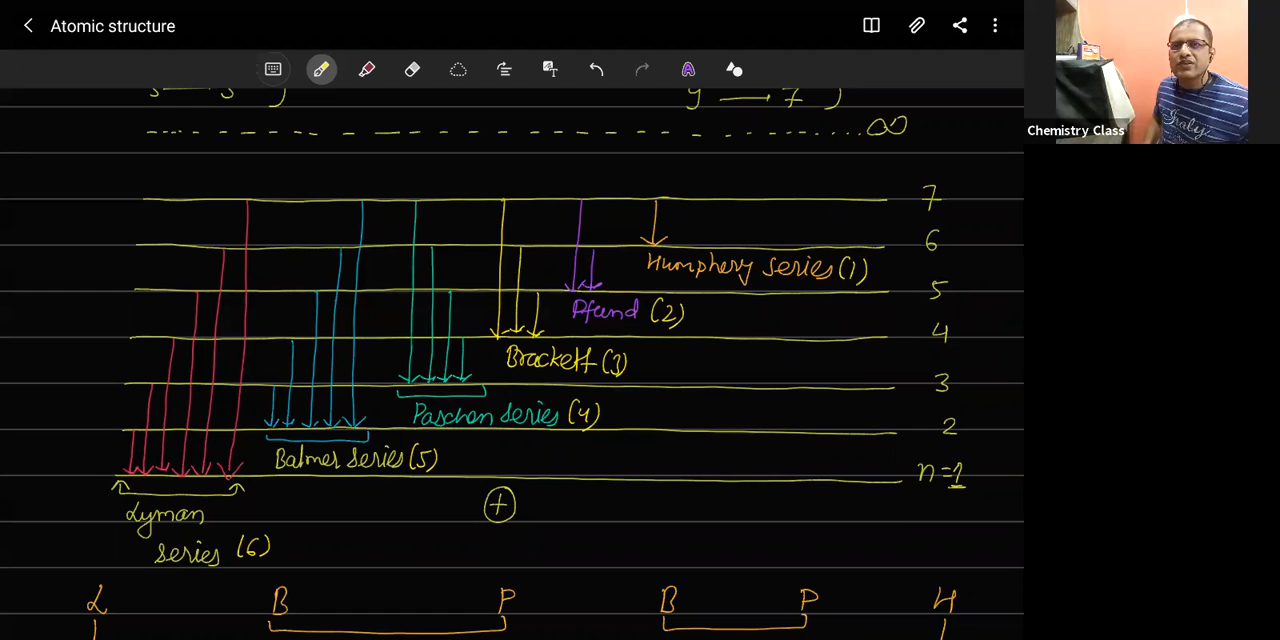 Atomic structure
Chemistry Class
∞
7
6
Humphery series (1)
5
Pfund (2)
4
Brackett (3)
3
Paschen series (4)
2
Balmer series (5)
n = 1
Lyman
series (6)
+
L B P B P H